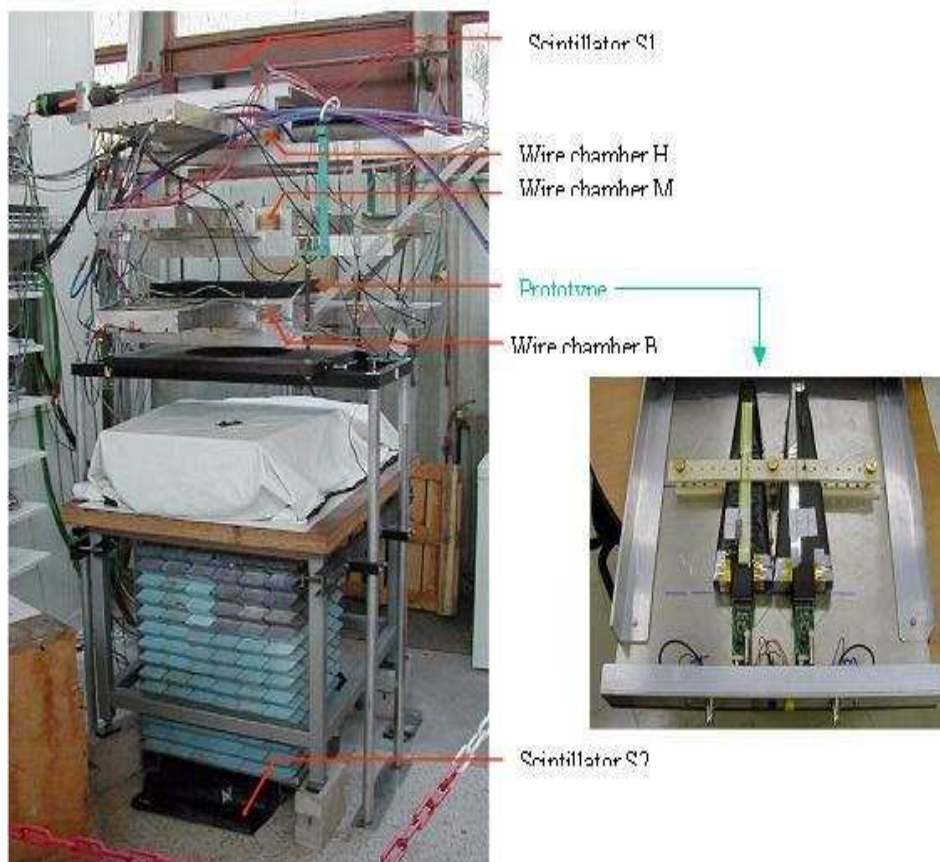 Scintillator S1
Wire chamber H
Wire chamber M
Prototype
Wire chamber B
Scintillator S2